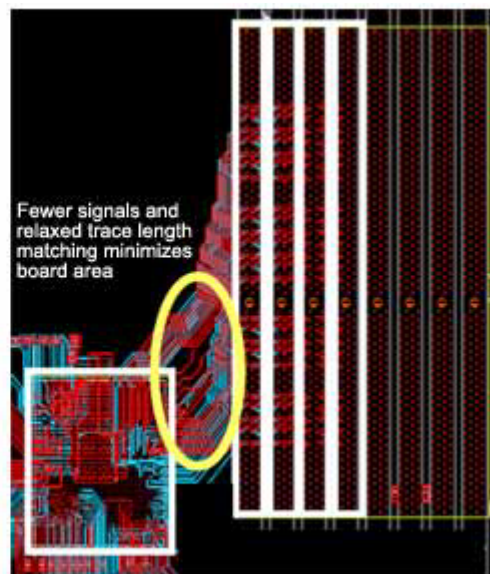 Fewer signals and
relaxed trace length
matching minimizes
board area